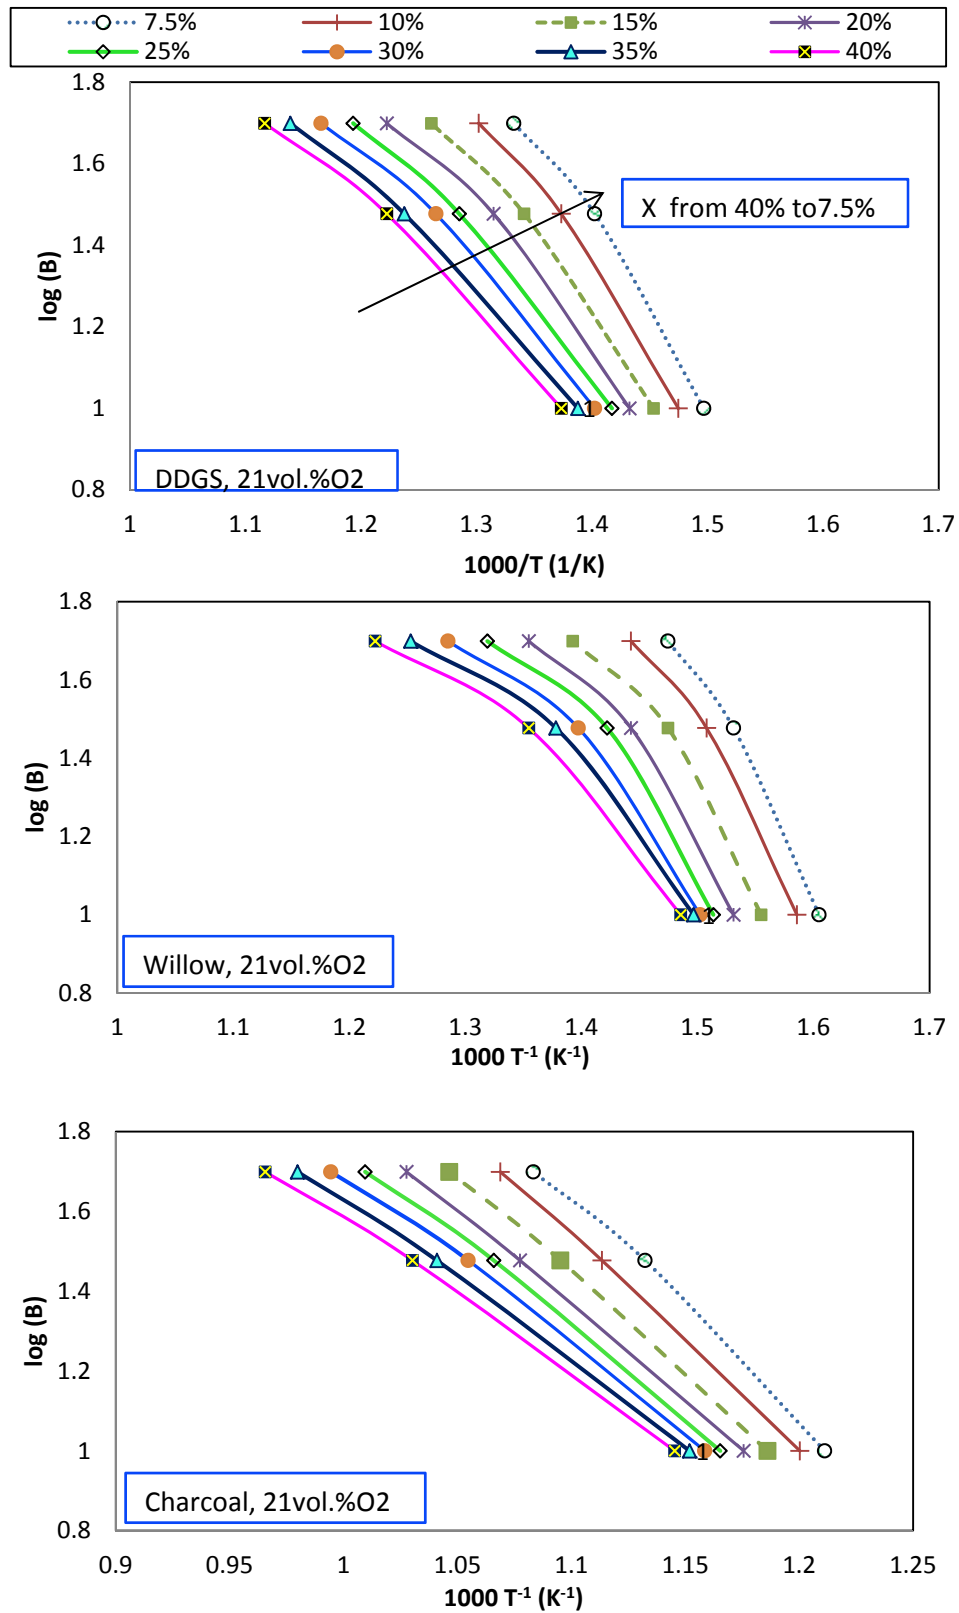 7.5% 10% 15% 20%
25% 30% 35% 40%
1.8
1.6
1.4
1.2
1
0.8
log (B)
X from 40% to7.5%
DDGS, 21vol.%O2
1 1.1 1.2 1.3 1.4 1.5 1.6 1.7
1000/T (1/K)
1.8
1.6
1.4
1.2
1
0.8
log (B)
Willow, 21vol.%O2
1 1.1 1.2 1.3 1.4 1.5 1.6 1.7
1000 T⁻¹ (K⁻¹)
1.8
1.6
1.4
1.2
1
0.8
log (B)
Charcoal, 21vol.%O2
0.9 0.95 1 1.05 1.1 1.15 1.2 1.25
1000 T⁻¹ (K⁻¹)